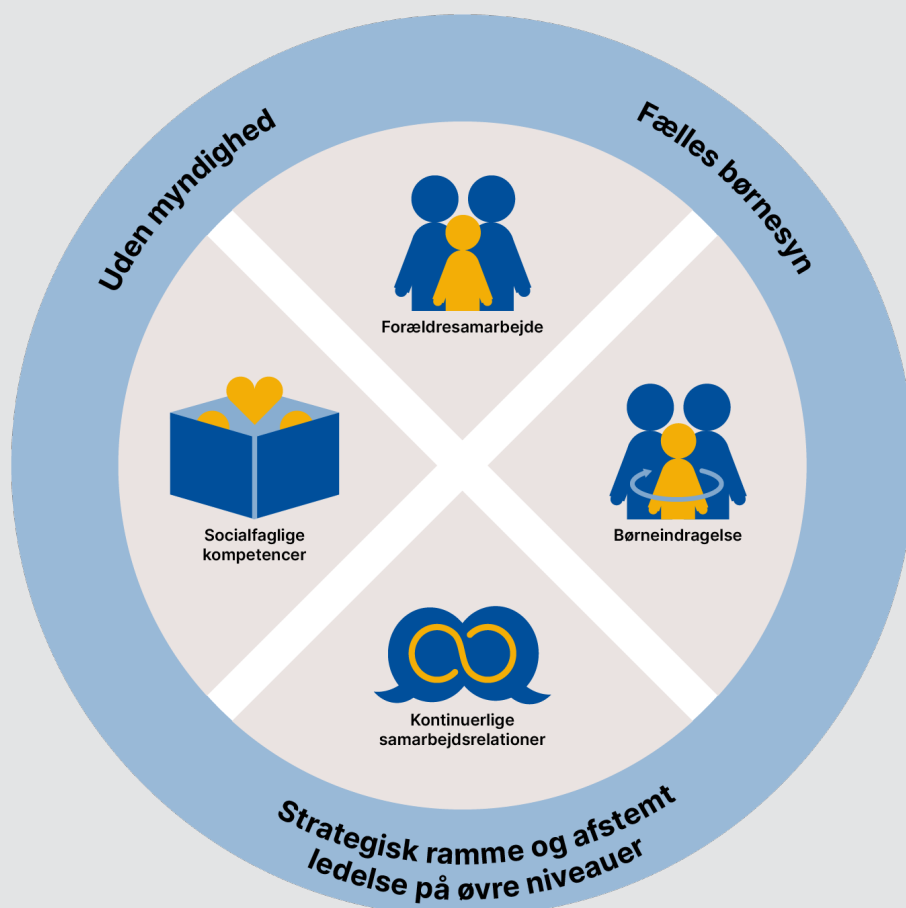 Uden myndighed
Fælles børnesyn
Forældresamarbejde
Socialfaglige
kompetencer
Børneindragelse
Kontinuerlige
samarbejdsrelationer
Strategisk ramme og afstemt
ledelse på øvre niveauer